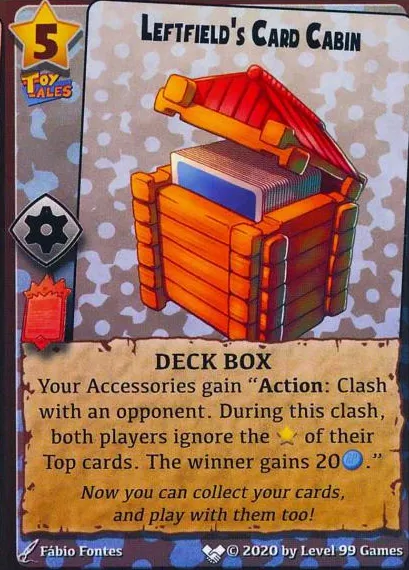 5
LEFTFIELD'S CARD CABIN
TOY
TALES
DECK BOX
Your Accessories gain “Action: Clash
with an opponent. During this clash,
both players ignore the ⭐ of their
Top cards. The winner gains 20🔵.”
Now you can collect your cards,
and play with them too!
Fábio Fontes
© 2020 by Level 99 Games